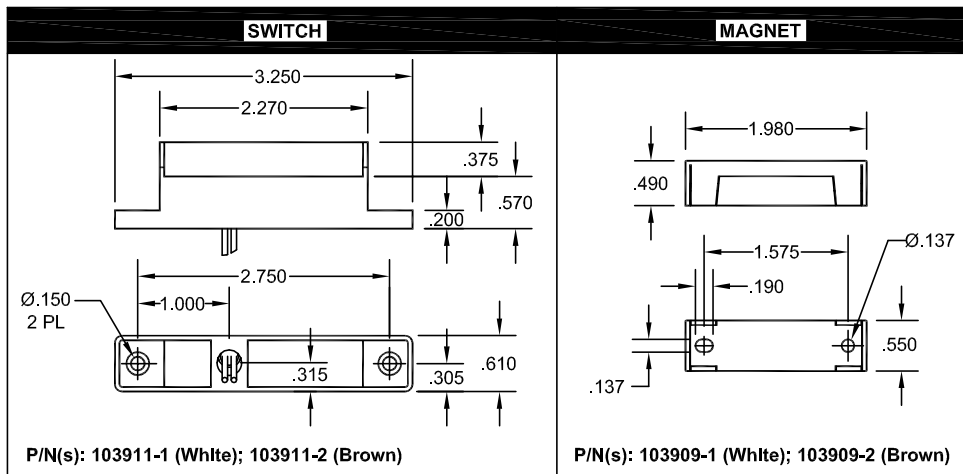 SWITCH
MAGNET
3.250
2.270
.375
.570
.200
2.750
1.000
Ø.150
2 PL
.315
.305
.610
P/N(s): 103911-1 (White); 103911-2 (Brown)
1.980
.490
1.575
Ø.137
.190
.550
.137
P/N(s): 103909-1 (White); 103909-2 (Brown)